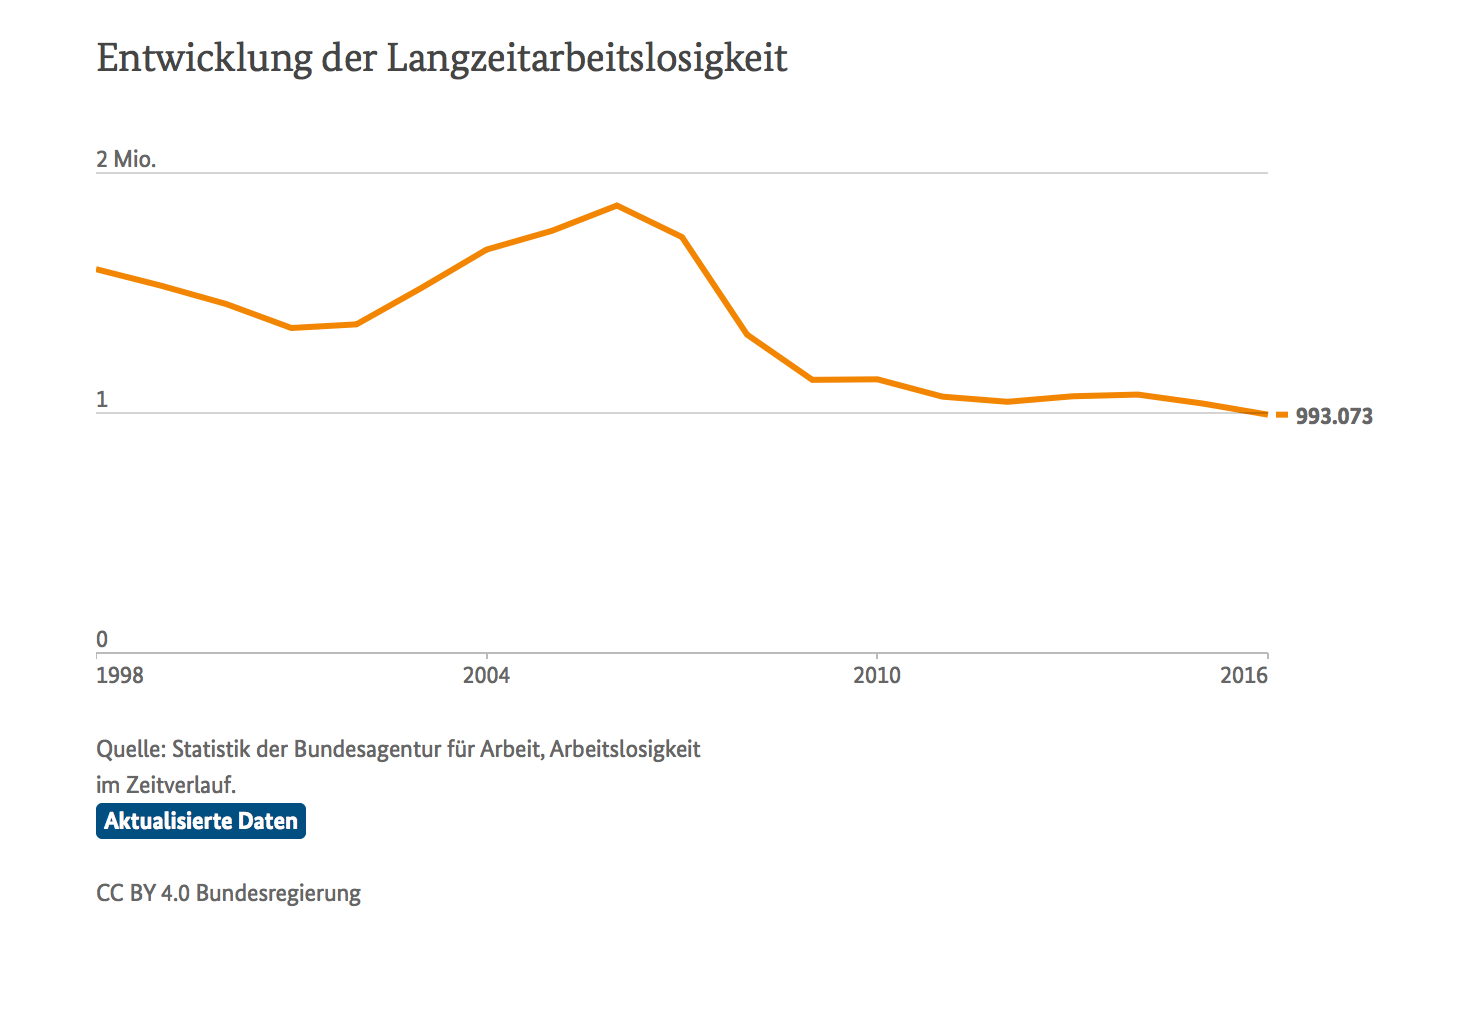 Entwicklung der Langzeitarbeitslosigkeit
2 Mio.
1
993.073
0
1998 2004 2010 2016
Quelle: Statistik der Bundesagentur für Arbeit, Arbeitslosigkeit
im Zeitverlauf.
Aktualisierte Daten
CC BY 4.0 Bundesregierung